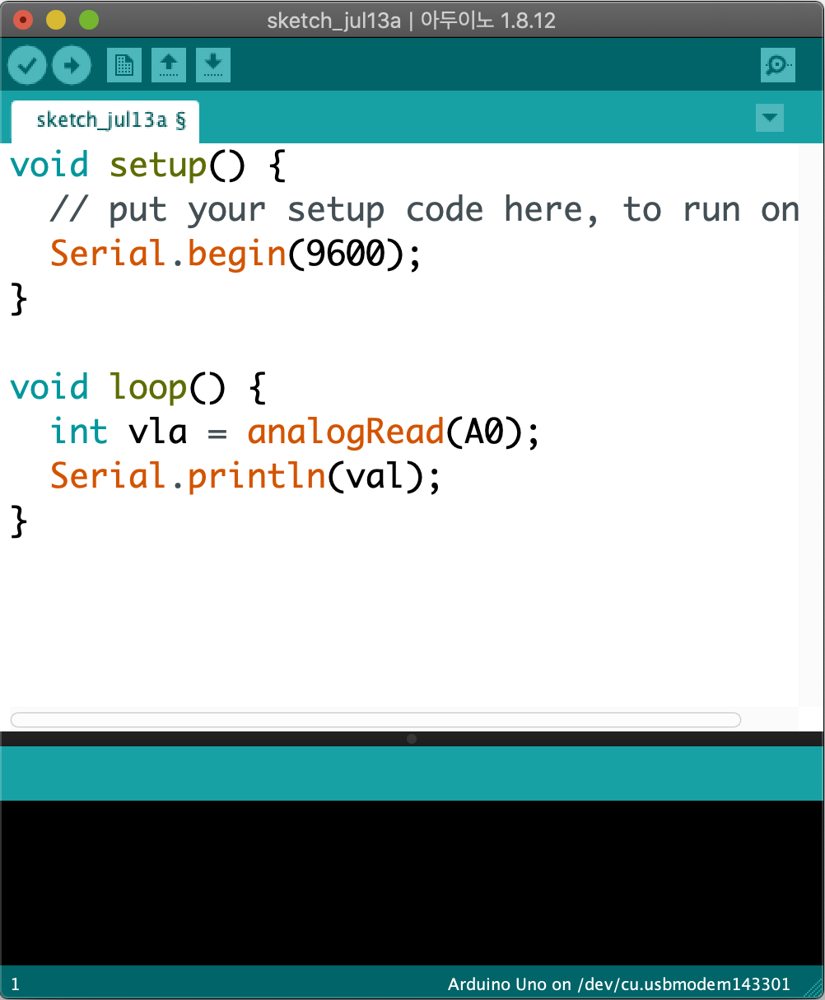 sketch_jul13a | 아두이노 1.8.12
sketch_jul13a §
void setup() {
  // put your setup code here, to run on
  Serial.begin(9600);
}

void loop() {
  int vla = analogRead(A0);
  Serial.println(val);
}
1
Arduino Uno on /dev/cu.usbmodem143301